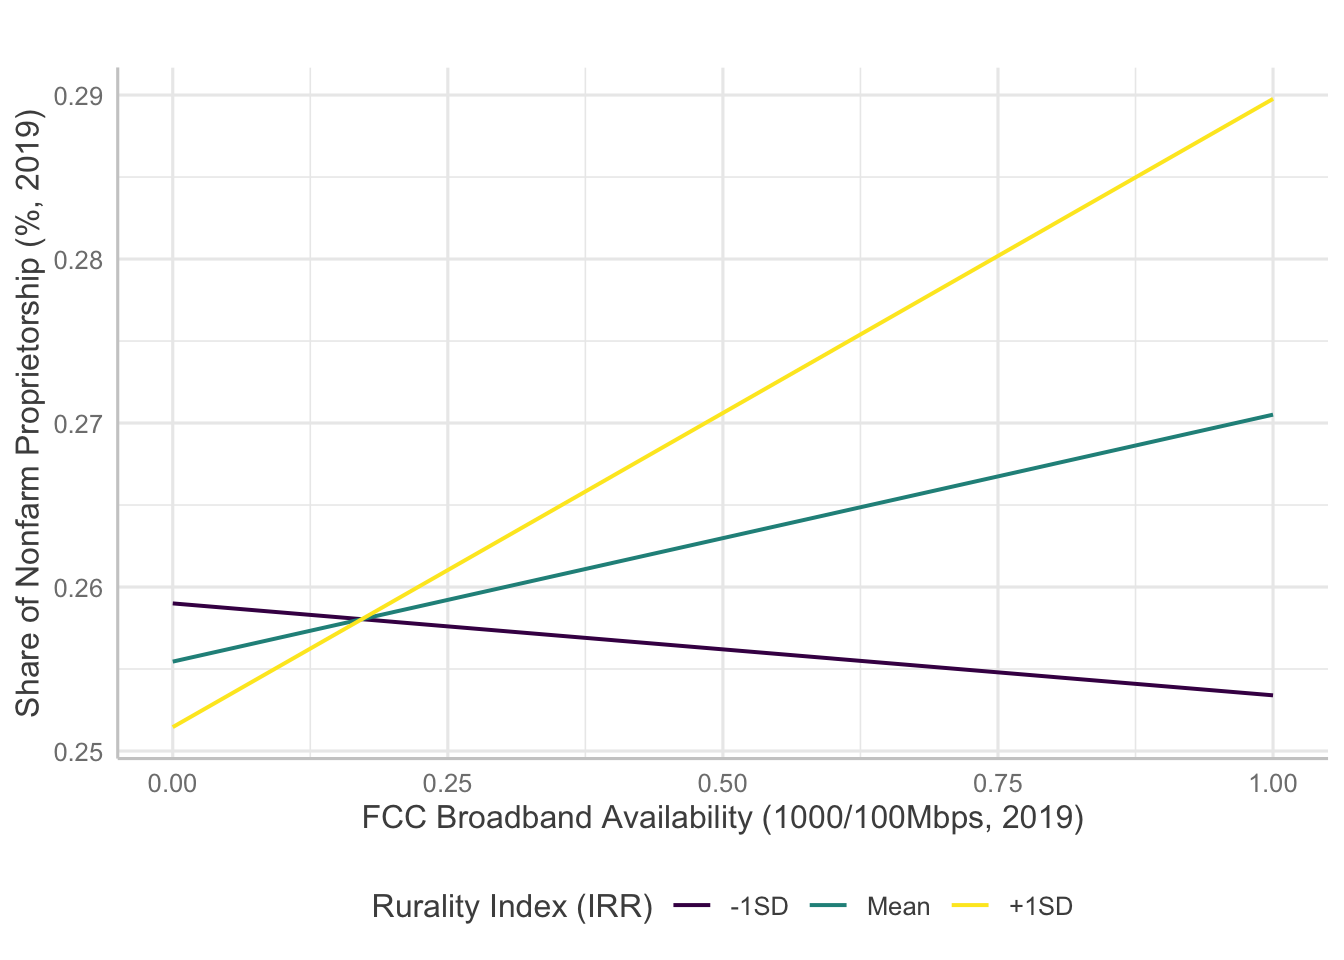 Share of Nonfarm Proprietorship (%, 2019)
0.29
0.28
0.27
0.26
0.25
0.00 0.25 0.50 0.75 1.00
FCC Broadband Availability (1000/100Mbps, 2019)
Rurality Index (IRR) -1SD Mean +1SD